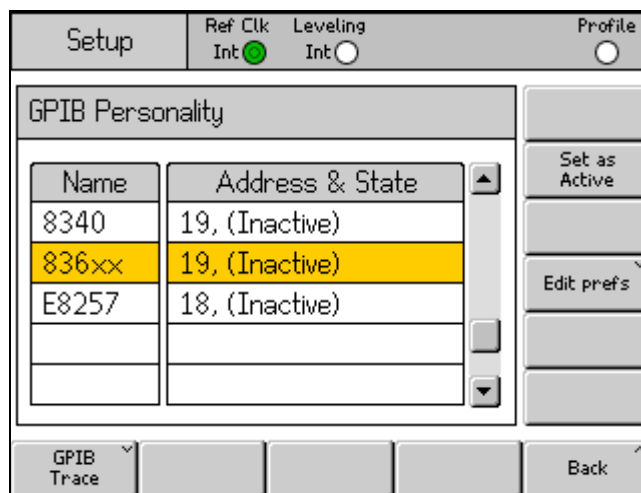 Setup
Ref Clk Leveling
Int Int
Profile
GPIB Personality
Name Address & State
8340 19, (Inactive)
836xx 19, (Inactive)
E8257 18, (Inactive)
Set as
Active
Edit prefs
GPIB
Trace
Back